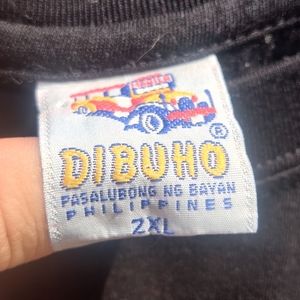 DIBUHO
®
PASALUBONG NG BAYAN
PHILIPPINES
2XL